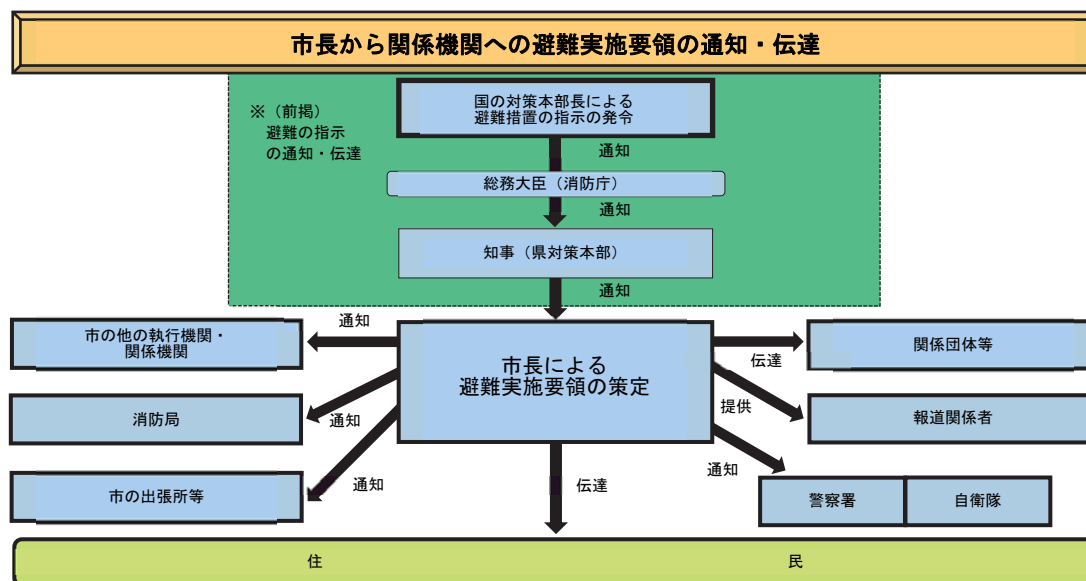 市長から関係機関への避難実施要領の通知・伝達
※（前掲）
避難の指示
の通知・伝達
国の対策本部長による
避難措置の指示の発令
通知
総務大臣（消防庁）
通知
知事（県対策本部）
通知
市の他の執行機関・
関係機関
通知
市長による
避難実施要領の策定
伝達
関係団体等
消防局
通知
提供
報道関係者
市の出張所等
通知
伝達
通知
警察署
自衛隊
住
民